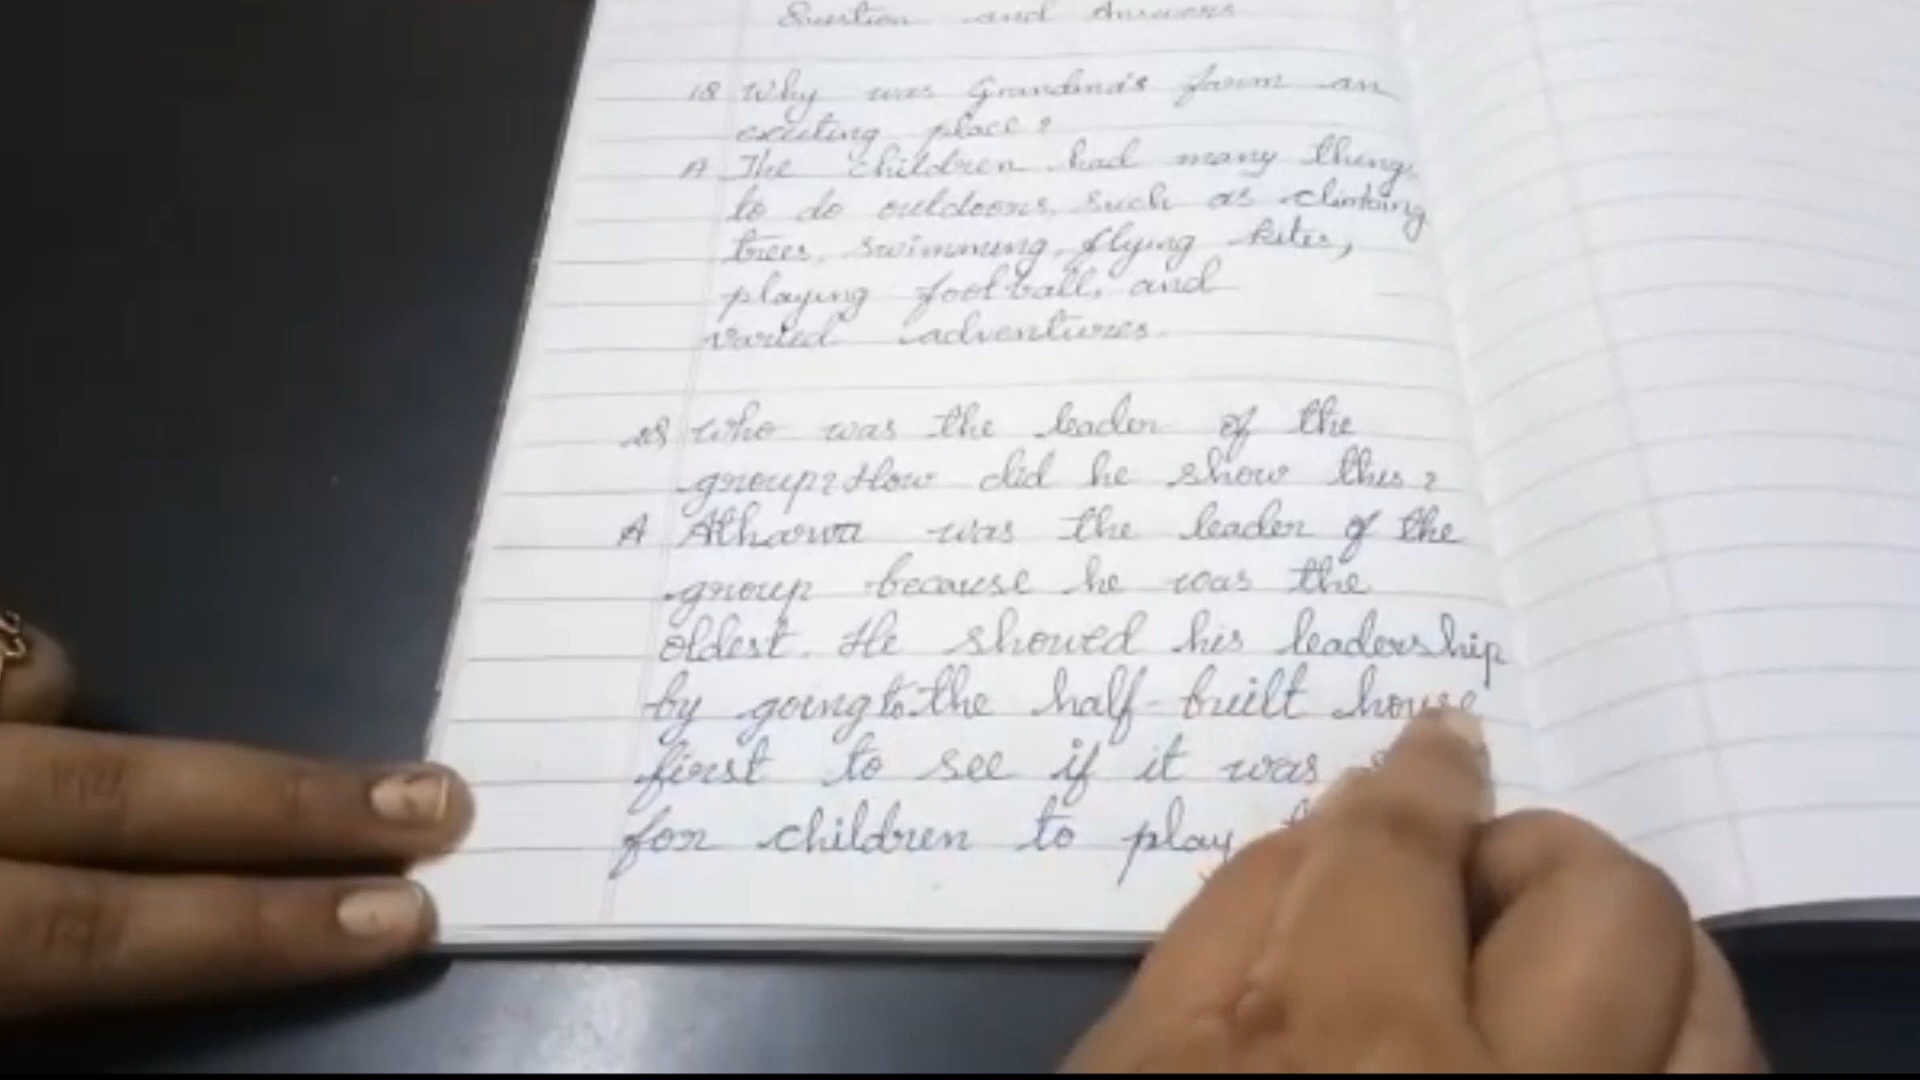 Question and Answers
18 Why was Grandma's farm an
exciting place?
A The children had many things
to do outdoors, such as climbing
trees, swimming, flying kites,
playing football, and
varied adventures.
28 Who was the leader of the
group? How did he show this?
A Atharva was the leader of the
group because he was the
oldest. He showed his leadership
by going to the half-built house
first to see if it was
for children to play